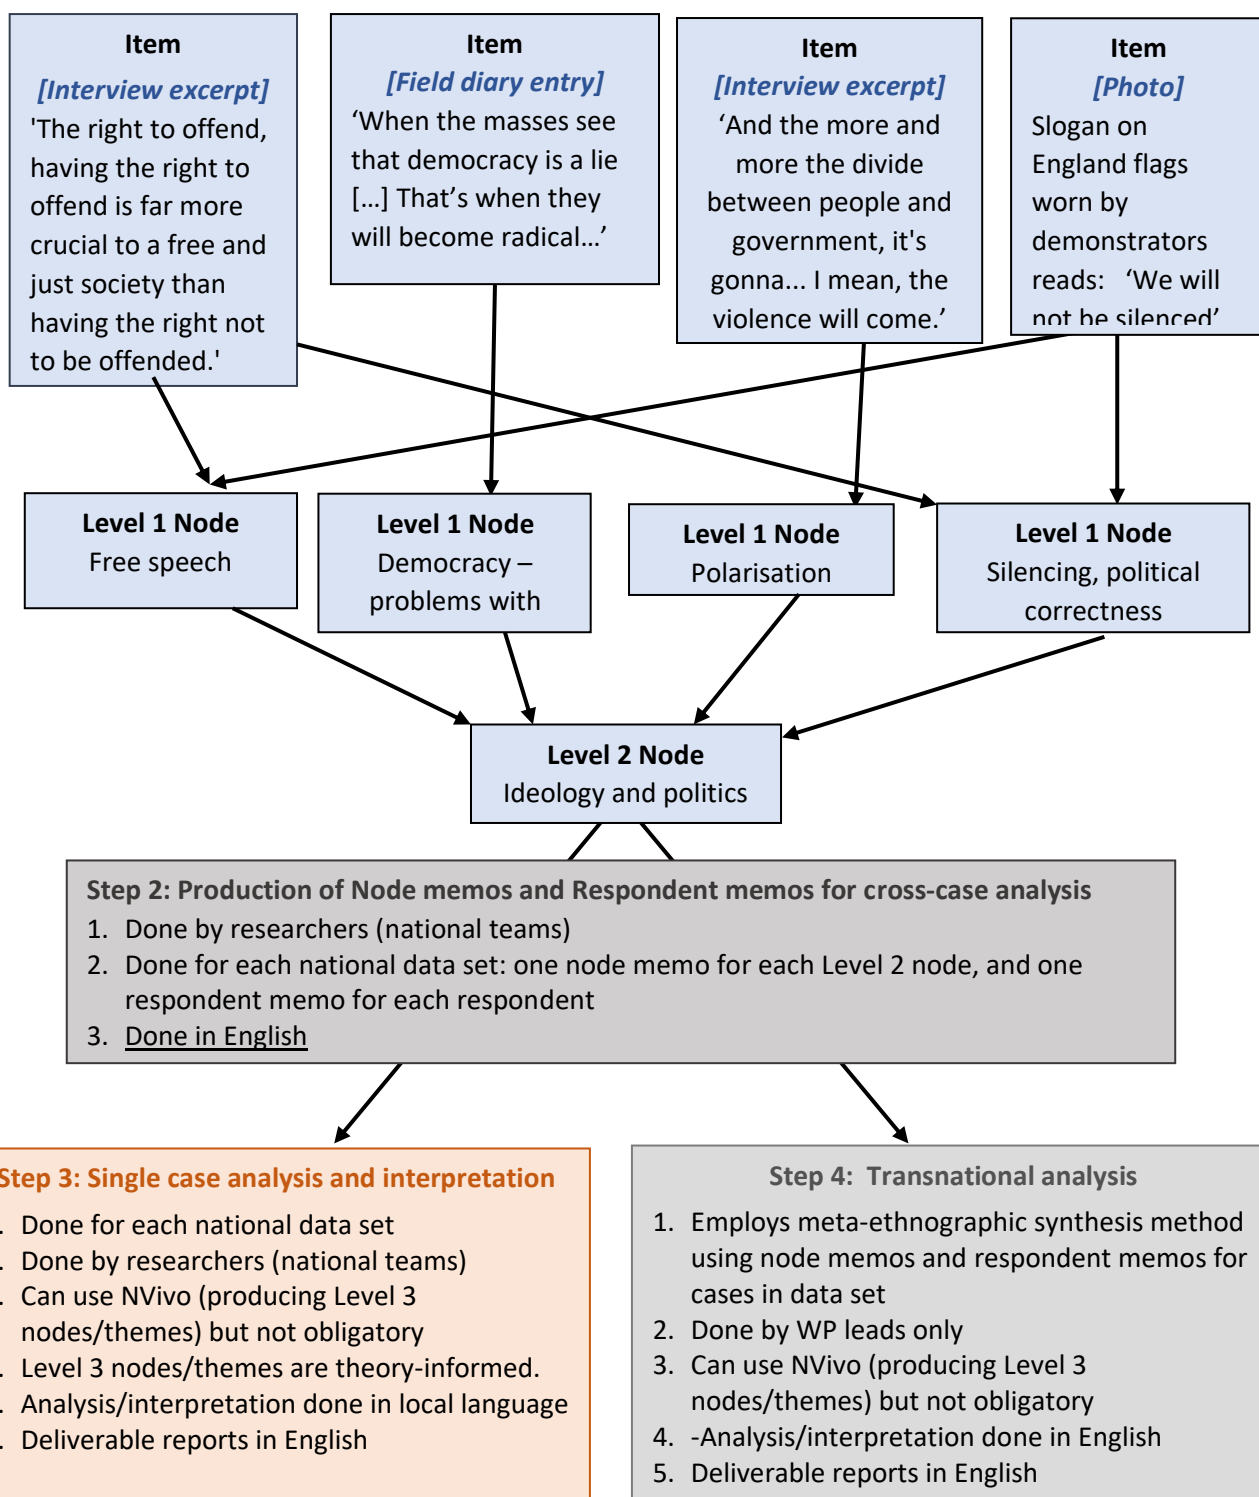 Item
[Interview excerpt]
'The right to offend,
having the right to
offend is far more
crucial to a free and
just society than
having the right not
to be offended.'
Item
[Field diary entry]
‘When the masses see
that democracy is a lie
[…] That’s when they
will become radical…’
Item
[Interview excerpt]
‘And the more and
more the divide
between people and
government, it's
gonna... I mean, the
violence will come.’
Item
[Photo]
Slogan on
England flags
worn by
demonstrators
reads: ‘We will
not be silenced’
Level 1 Node
Free speech
Level 1 Node
Democracy –
problems with
Level 1 Node
Polarisation
Level 1 Node
Silencing, political
correctness
Level 2 Node
Ideology and politics
Step 2: Production of Node memos and Respondent memos for cross-case analysis
1. Done by researchers (national teams)
2. Done for each national data set: one node memo for each Level 2 node, and one
respondent memo for each respondent
3. Done in English
Step 3: Single case analysis and interpretation
. Done for each national data set
. Done by researchers (national teams)
. Can use NVivo (producing Level 3
nodes/themes) but not obligatory
. Level 3 nodes/themes are theory-informed.
. Analysis/interpretation done in local language
. Deliverable reports in English
Step 4: Transnational analysis
1. Employs meta-ethnographic synthesis method
using node memos and respondent memos for
cases in data set
2. Done by WP leads only
3. Can use NVivo (producing Level 3
nodes/themes) but not obligatory
4. -Analysis/interpretation done in English
5. Deliverable reports in English